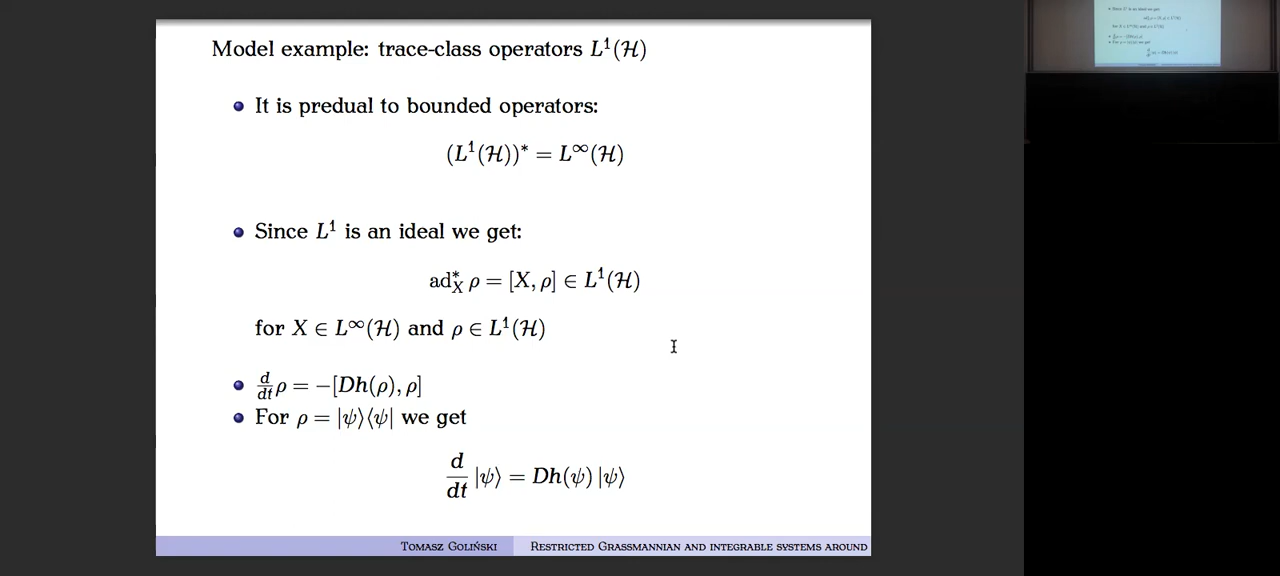 Model example: trace-class operators L¹(ℋ)
It is predual to bounded operators:
(L¹(ℋ))* = L∞(ℋ)
Since L¹ is an ideal we get:
ad*_X ρ = [X, ρ] ∈ L¹(ℋ)
for X ∈ L∞(ℋ) and ρ ∈ L¹(ℋ)
d/dt ρ = −[Dh(ρ), ρ]
For ρ = |ψ⟩⟨ψ| we get
d/dt |ψ⟩ = Dh(ψ) |ψ⟩
Tomasz Goliński Restricted Grassmannian and integrable systems around